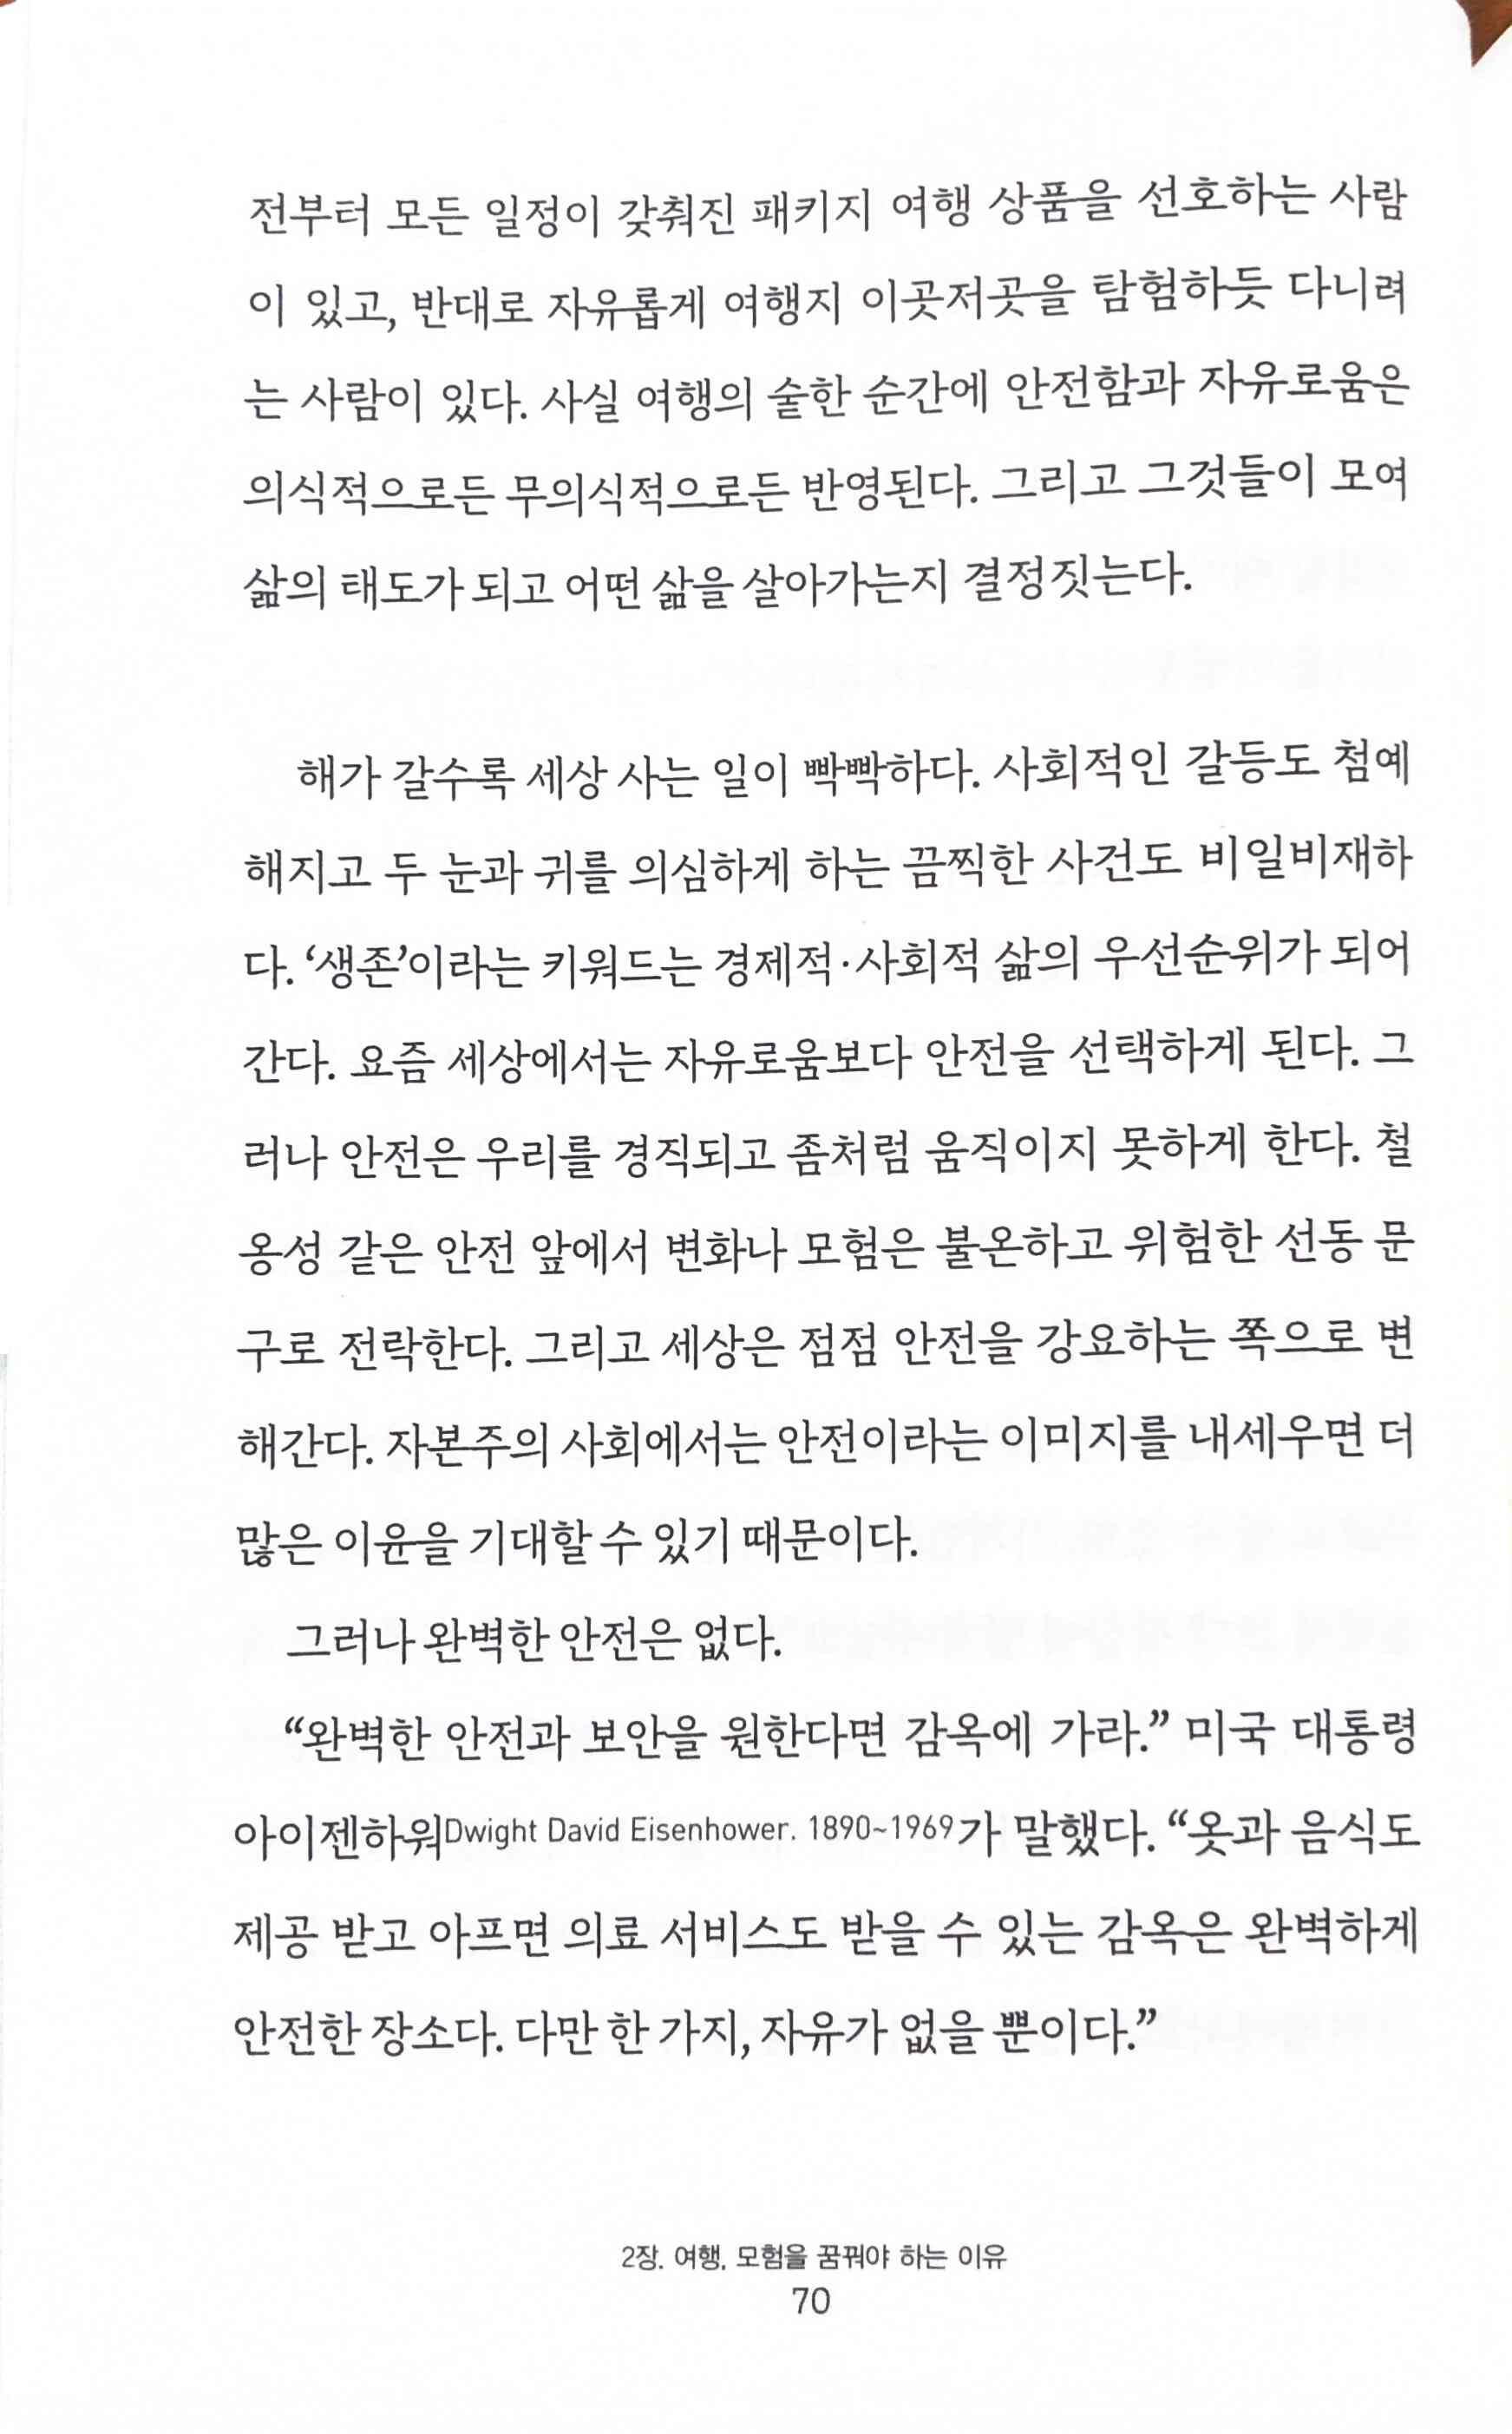 전부터 모든 일정이 갖춰진 패키지 여행 상품을 선호하는 사람
이 있고, 반대로 자유롭게 여행지 이곳저곳을 탐험하듯 다니려
는 사람이 있다. 사실 여행의 숱한 순간에 안전함과 자유로움은
의식적으로든 무의식적으로든 반영된다. 그리고 그것들이 모여
삶의 태도가 되고 어떤 삶을 살아가는지 결정짓는다.
해가 갈수록 세상 사는 일이 빡빡하다. 사회적인 갈등도 첨예
해지고 두 눈과 귀를 의심하게 하는 끔찍한 사건도 비일비재하
다. ‘생존’이라는 키워드는 경제적·사회적 삶의 우선순위가 되어
간다. 요즘 세상에서는 자유로움보다 안전을 선택하게 된다. 그
러나 안전은 우리를 경직되고 좀처럼 움직이지 못하게 한다. 철
옹성 같은 안전 앞에서 변화나 모험은 불온하고 위험한 선동 문
구로 전락한다. 그리고 세상은 점점 안전을 강요하는 쪽으로 변
해간다. 자본주의 사회에서는 안전이라는 이미지를 내세우면 더
많은 이윤을 기대할 수 있기 때문이다.
그러나 완벽한 안전은 없다.
“완벽한 안전과 보안을 원한다면 감옥에 가라.” 미국 대통령
아이젠하워Dwight David Eisenhower. 1890~1969가 말했다. “옷과 음식도
제공 받고 아프면 의료 서비스도 받을 수 있는 감옥은 완벽하게
안전한 장소다. 다만 한 가지, 자유가 없을 뿐이다.”
2장. 여행, 모험을 꿈꿔야 하는 이유
70